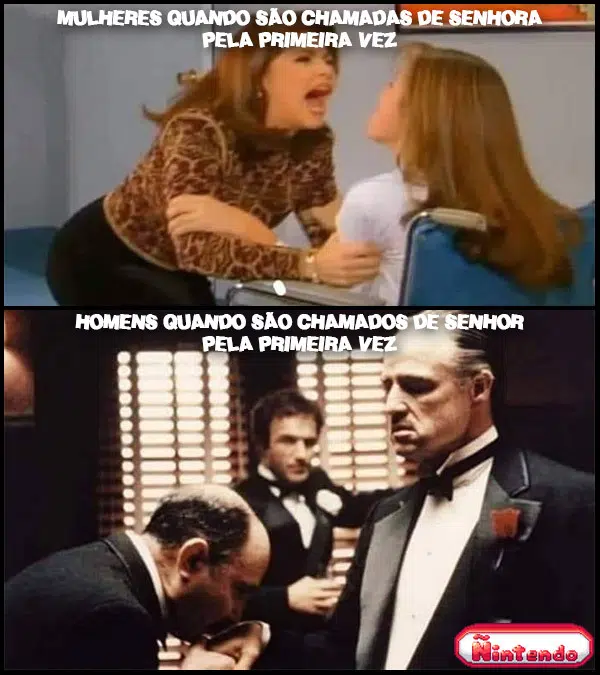 MULHERES QUANDO SÃO CHAMADAS DE SENHORA
PELA PRIMEIRA VEZ
HOMENS QUANDO SÃO CHAMADOS DE SENHOR
PELA PRIMEIRA VEZ
Ñintendo